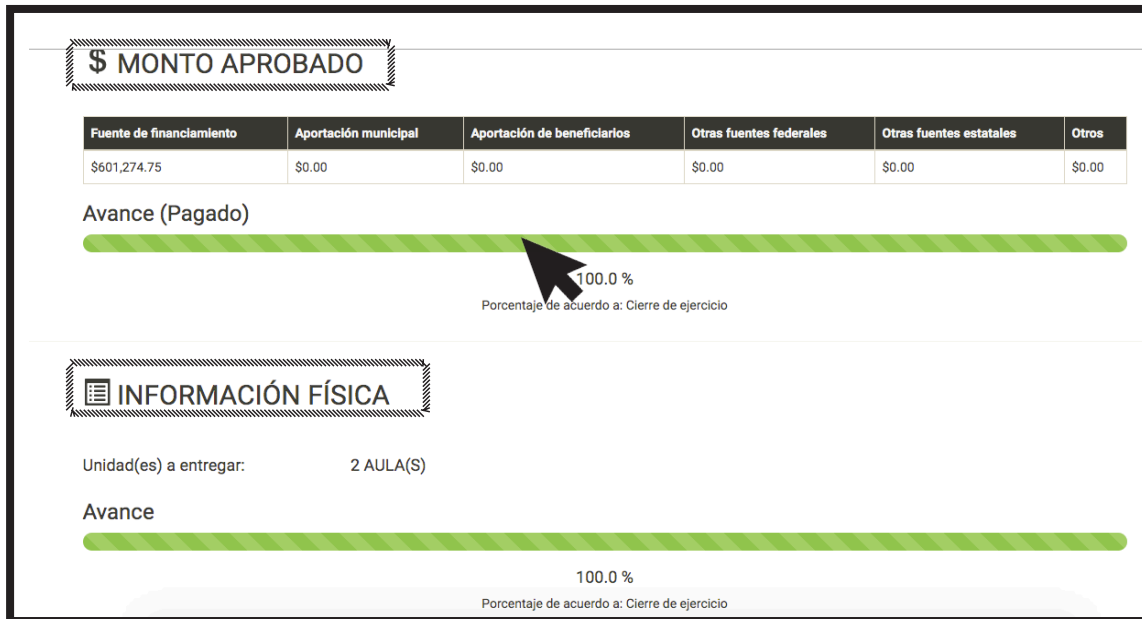 $ MONTO APROBADO
Fuente de financiamiento Aportación municipal Aportación de beneficiarios Otras fuentes federales Otras fuentes estatales Otros
$601,274.75 $0.00 $0.00 $0.00 $0.00 $0.00
Avance (Pagado)
100.0 %
Porcentaje de acuerdo a: Cierre de ejercicio
INFORMACIÓN FÍSICA
Unidad(es) a entregar: 2 AULA(S)
Avance
100.0 %
Porcentaje de acuerdo a: Cierre de ejercicio